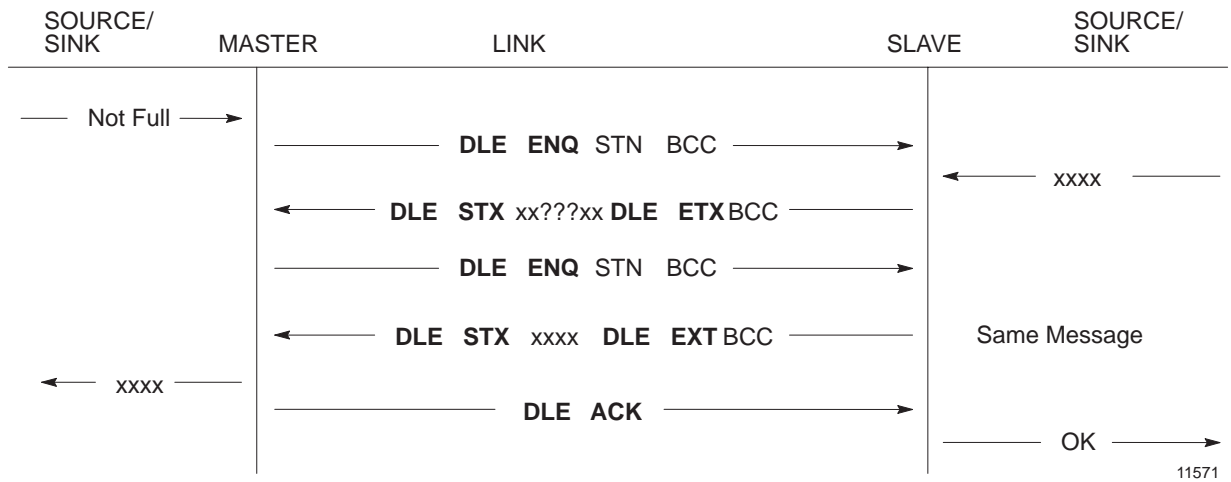 SOURCE/
SINK
MASTER
LINK
SLAVE
SOURCE/
SINK
Not Full
DLE ENQ STN BCC
xxxx
DLE STX xx???xx DLE ETX BCC
DLE ENQ STN BCC
DLE STX xxxx DLE EXT BCC
Same Message
xxxx
DLE ACK
OK
11571